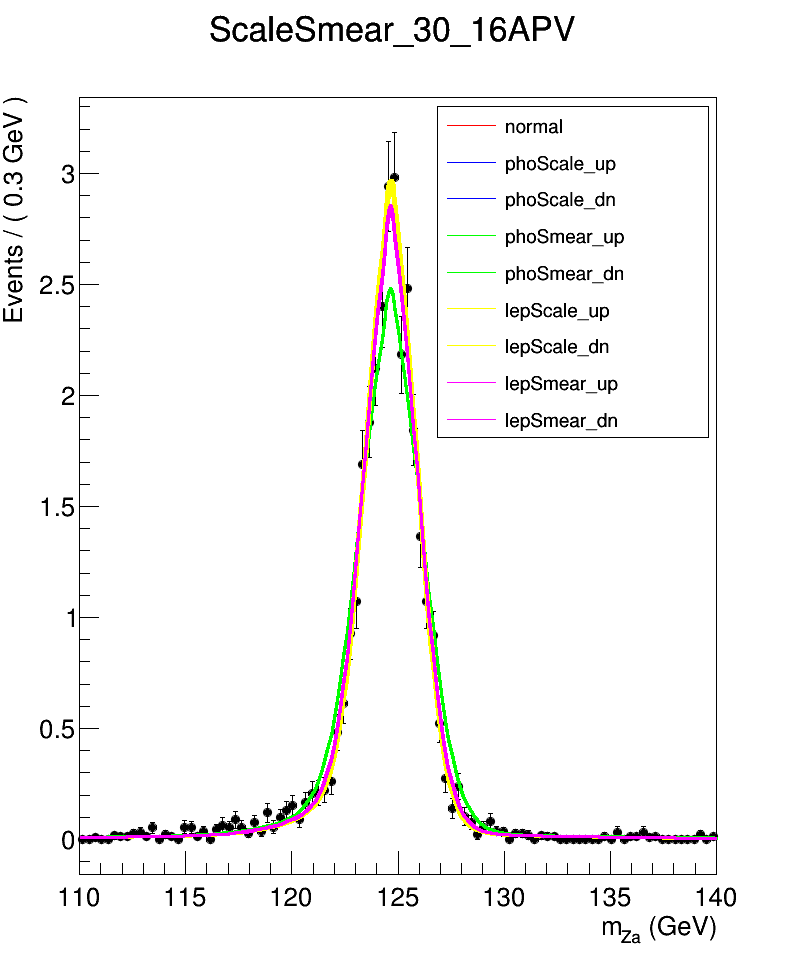 ScaleSmear_30_16APV
Events / ( 0.3 GeV )
3
2.5
2
1.5
1
0.5
0
normal
phoScale_up
phoScale_dn
phoSmear_up
phoSmear_dn
lepScale_up
lepScale_dn
lepSmear_up
lepSmear_dn
110 115 120 125 130 135 140
m_Za (GeV)